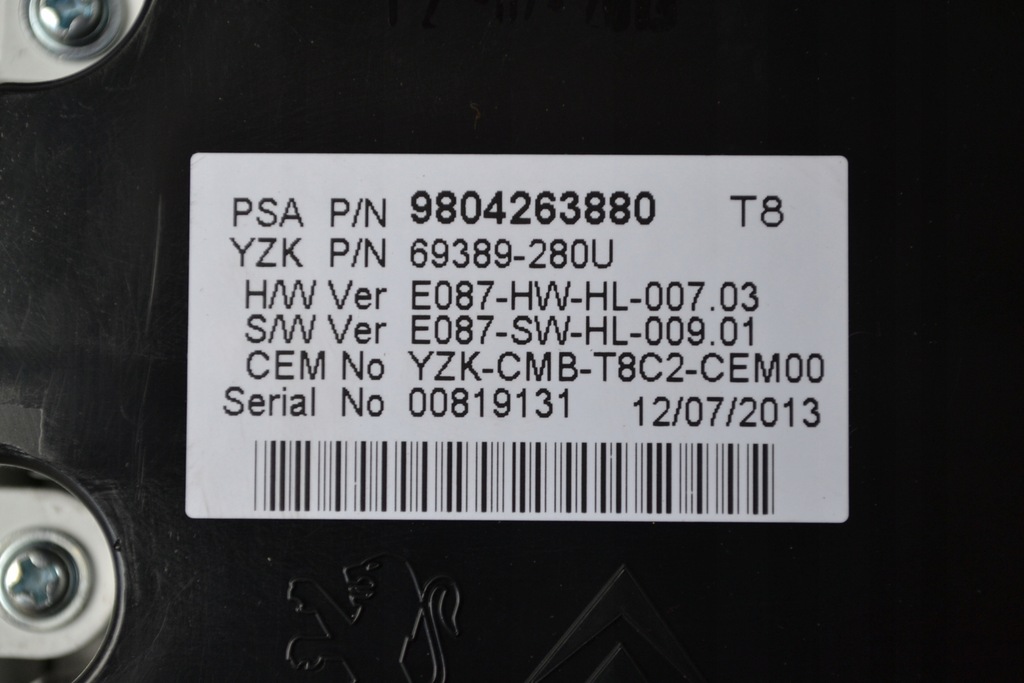 PSA P/N 9804263880 T8
YZK P/N 69389-280U
H/W Ver E087-HW-HL-007.03
S/W Ver E087-SW-HL-009.01
CEM No YZK-CMB-T8C2-CEM00
Serial No 00819131 12/07/2013